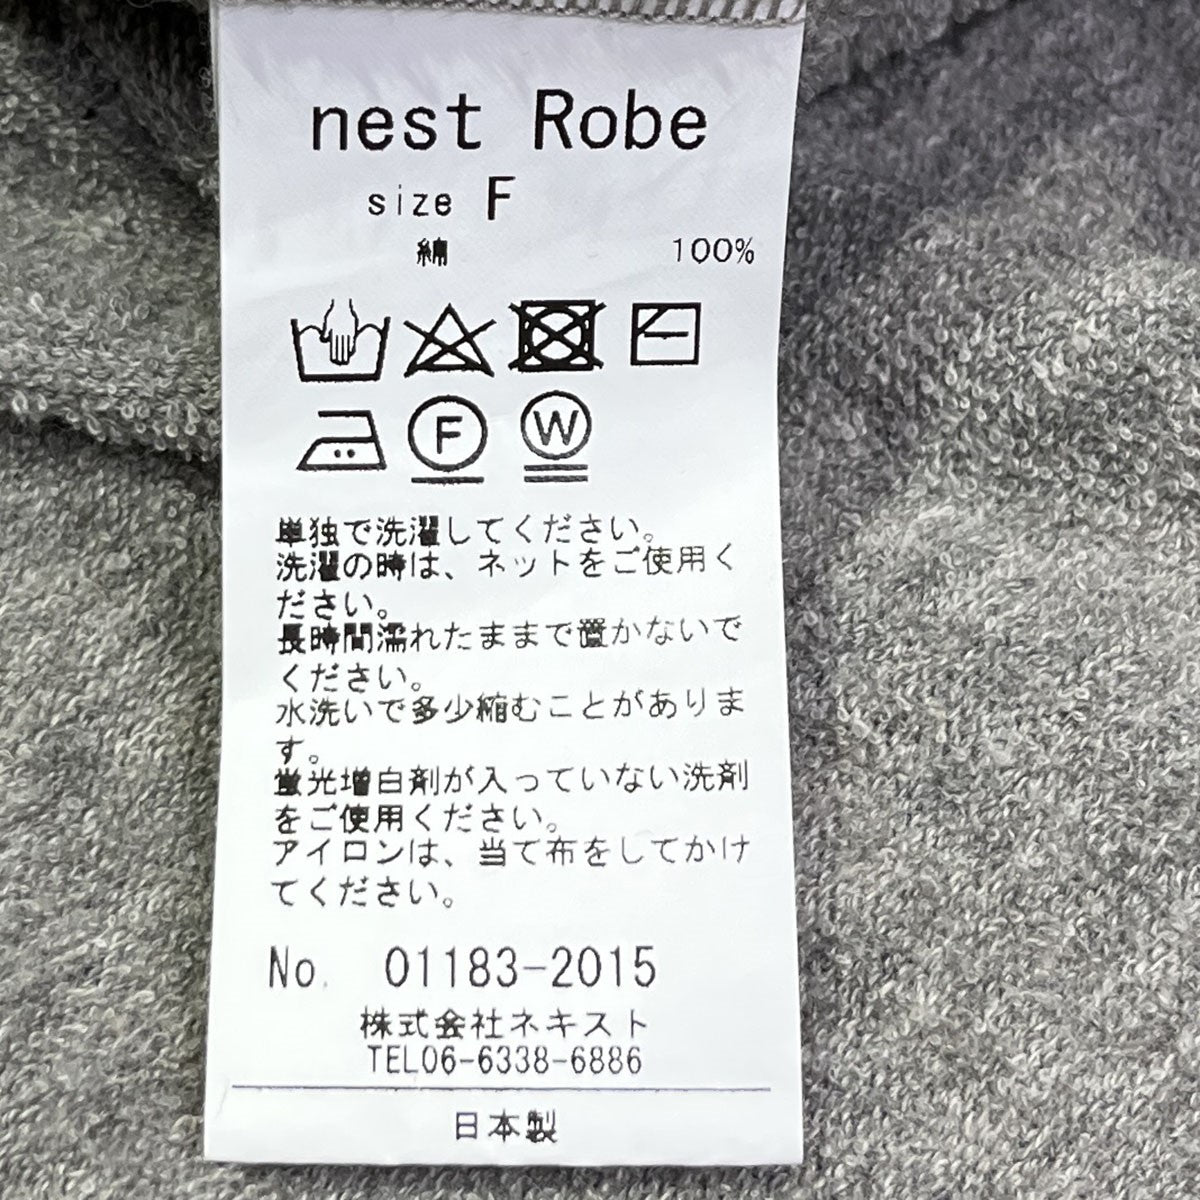 nest Robe
size F
綿 100%
F W
単独で洗濯してください。
洗濯の時は、ネットをご使用く
ださい。
長時間濡れたままで置かないで
ください。
水洗いで多少縮むことがありま
す。
蛍光増白剤が入っていない洗剤
をご使用ください。
アイロンは、当て布をしてかけ
てください。
No. 01183-2015
株式会社ネキスト
TEL06-6338-6886
日本製